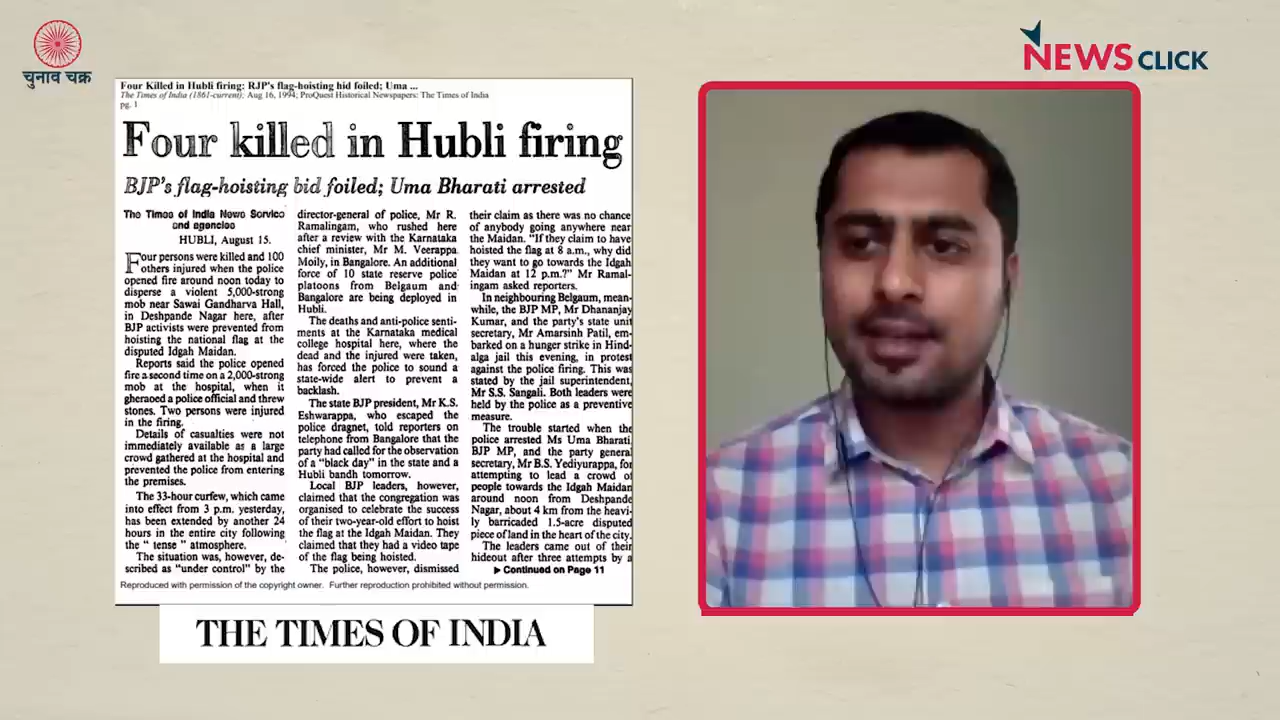 चुनाव चक्र
NEWS CLICK
Four Killed in Hubli firing: RJP's flag-hoisting bid foiled; Uma ...
The Times of India (1861-current); Aug 16, 1994; ProQuest Historical Newspapers: The Times of India
pg. 1
Four killed in Hubli firing
BJP's flag-hoisting bid foiled; Uma Bharati arrested
The Times of India News Service
and agencies
HUBLI, August 15.
Four persons were killed and 100
others injured when the police
opened fire around noon today to
disperse a violent 5,000-strong
mob near Sawai Gandharva Hall,
in Deshpande Nagar here, after
BJP activists were prevented from
hoisting the national flag at the
disputed Idgah Maidan.
Reports said the police opened
fire a second time on a 2,000-strong
mob at the hospital, when it
gheraoed a police official and threw
stones. Two persons were injured
in the firing.
Details of casualties were not
immediately available as a large
crowd gathered at the hospital and
prevented the police from entering
the premises.
The 33-hour curfew, which came
into effect from 3 p.m. yesterday,
has been extended by another 24
hours in the entire city following
the " tense " atmosphere.
The situation was, however, de-
scribed as "under control" by the
director-general of police, Mr R.
Ramalingam, who rushed here
after a review with the Karnataka
chief minister, Mr M. Veerappa
Moily, in Bangalore. An additional
force of 10 state reserve police
platoons from Belgaum and
Bangalore are being deployed in
Hubli.
The deaths and anti-police senti-
ments at the Karnataka medical
college hospital here, where the
dead and the injured were taken,
has forced the police to sound a
state-wide alert to prevent a
backlash.
The state BJP president, Mr K.S.
Eshwarappa, who escaped the
police dragnet, told reporters on
telephone from Bangalore that the
party had called for the observation
of a "black day" in the state and a
Hubli bandh tomorrow.
Local BJP leaders, however,
claimed that the congregation was
organised to celebrate the success
of their two-year-old effort to hoist
the flag at the Idgah Maidan. They
claimed that they had a video tape
of the flag being hoisted.
The police, however, dismissed
their claim as there was no chance
of anybody going anywhere near
the Maidan. "If they claim to have
hoisted the flag at 8 a.m., why did
they want to go towards the Idgah
Maidan at 12 p.m.?" Mr Ramal-
ingam asked reporters.
In neighbouring Belgaum, mean-
while, the BJP MP, Mr Dhananjay
Kumar, and the party's state unit
secretary, Mr Amarsinh Patil, em-
barked on a hunger strike in Hind-
alga jail this evening, in protest
against the police firing. This was
stated by the jail superintendent,
Mr S.S. Sangali. Both leaders were
held by the police as a preventive
measure.
The trouble started when the
police arrested Ms Uma Bharati,
BJP MP, and the party general
secretary, Mr B.S. Yediyurappa, for
attempting to lead a crowd of
people towards the Idgah Maidan
around noon from Deshpande
Nagar, about 4 km from the heavi-
ly barricaded 1.5-acre disputed
piece of land in the heart of the city.
The leaders came out of their
hideout after three attempts by a
▶ Continued on Page 11
Reproduced with permission of the copyright owner. Further reproduction prohibited without permission.
THE TIMES OF INDIA